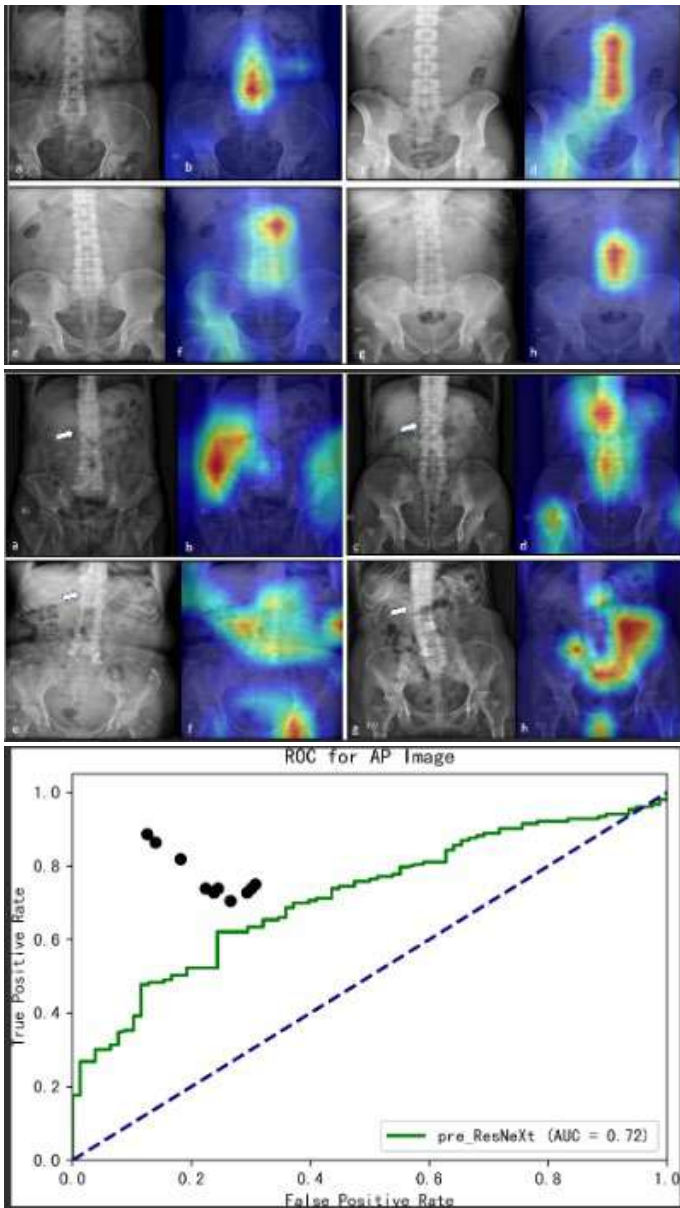 a b d
e f g h
a b c d
e f g h
ROC for AP Image
True Positive Rate
1.0
0.8
0.6
0.4
0.2
0.0
pre_ResNeXt (AUC = 0.72)
0.0 0.2 0.4 0.6 0.8 1.0
False Positive Rate